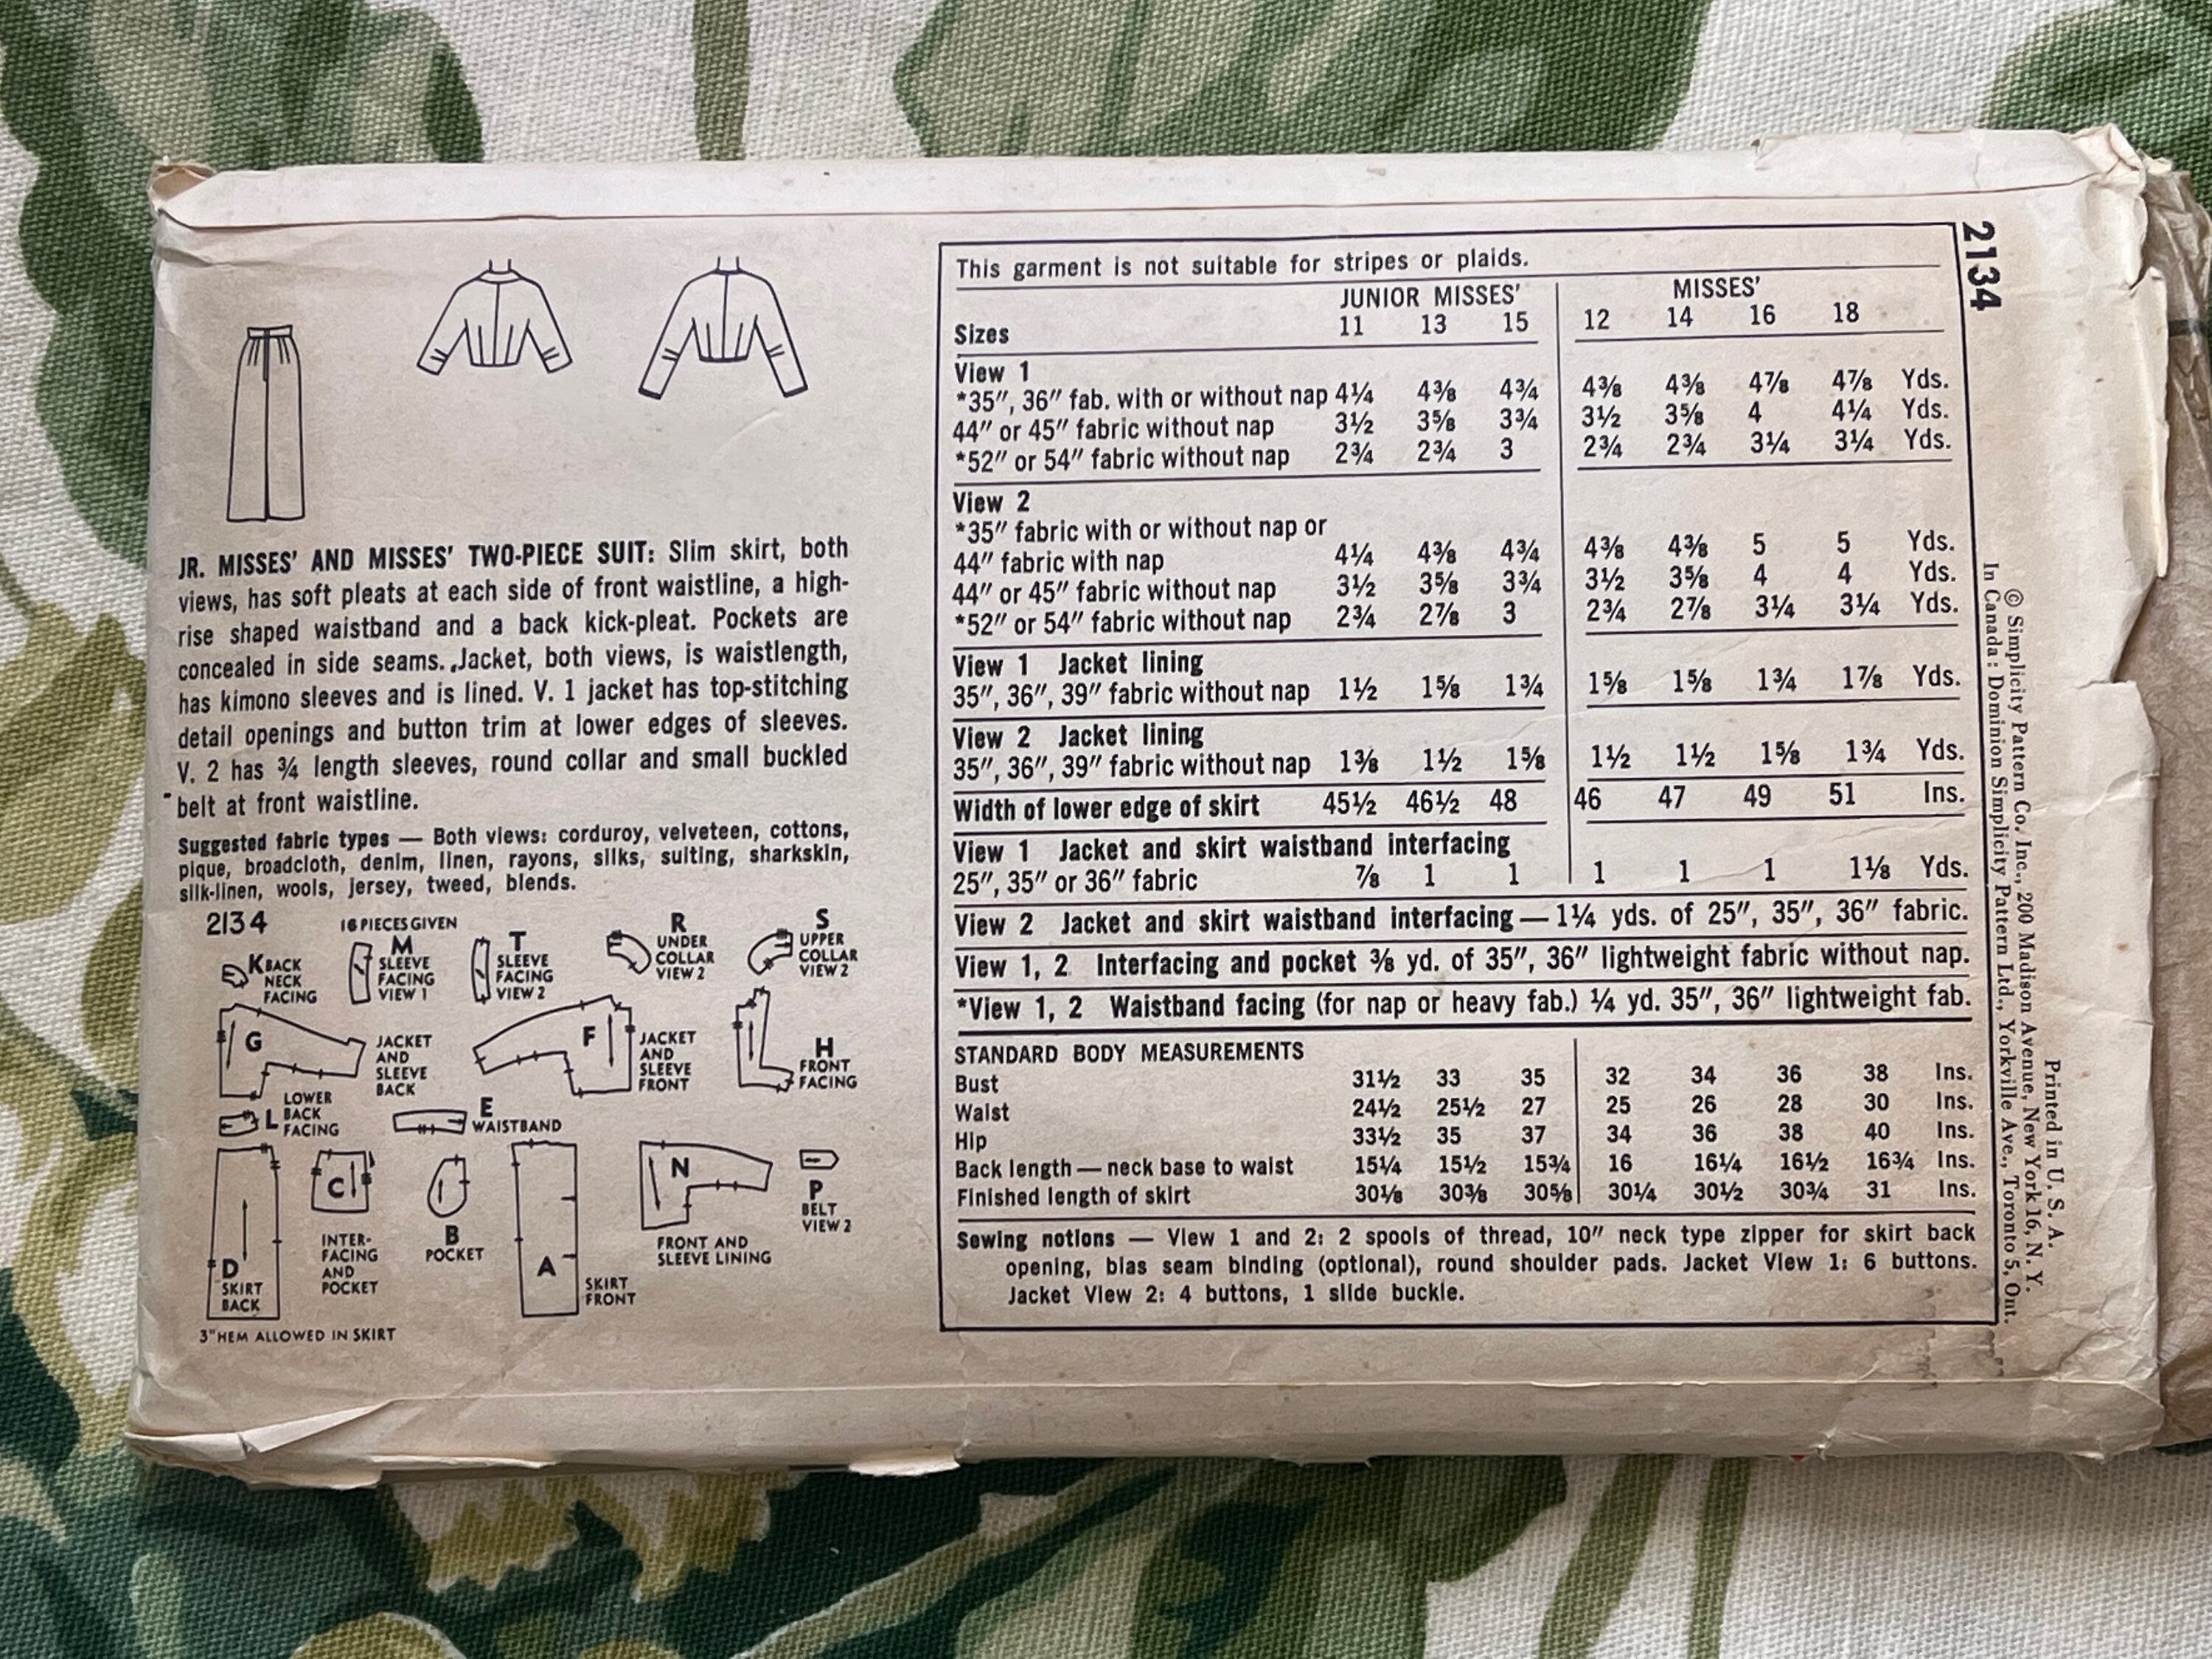 JR. MISSES' AND MISSES' TWO-PIECE SUIT: Slim skirt, both
views, has soft pleats at each side of front waistline, a high-
rise shaped waistband and a back kick-pleat. Pockets are
concealed in side seams. Jacket, both views, is waistlength,
has kimono sleeves and is lined. V. 1 jacket has top-stitching
detail openings and button trim at lower edges of sleeves.
V. 2 has ¾ length sleeves, round collar and small buckled
belt at front waistline.
Suggested fabric types — Both views: corduroy, velveteen, cottons,
pique, broadcloth, denim, linen, rayons, silks, suiting, sharkskin,
silk-linen, wools, jersey, tweed, blends.
2134
16 PIECES GIVEN
K BACK
NECK
FACING
M
SLEEVE
FACING
VIEW 1
T
SLEEVE
FACING
VIEW 2
R
UNDER
COLLAR
VIEW 2
S
UPPER
COLLAR
VIEW 2
G
JACKET
AND
SLEEVE
BACK
F
JACKET
AND
SLEEVE
FRONT
H
FRONT
FACING
L
LOWER
BACK
FACING
E
WAISTBAND
D
SKIRT
BACK
C
INTER-
FACING
AND
POCKET
B
POCKET
A
SKIRT
FRONT
N
FRONT AND
SLEEVE LINING
P
BELT
VIEW 2
3" HEM ALLOWED IN SKIRT
This garment is not suitable for stripes or plaids.
JUNIOR MISSES' MISSES'
Sizes 11 13 15 12 14 16 18
View 1
*35", 36" fab. with or without nap 4¼ 4⅜ 4¾ 4⅜ 4⅜ 4⅞ 4⅞ Yds.
44" or 45" fabric without nap 3½ 3⅝ 3¾ 3½ 3⅝ 4 4¼ Yds.
*52" or 54" fabric without nap 2¾ 2¾ 3 2¾ 2¾ 3¼ 3¼ Yds.
View 2
*35" fabric with or without nap or
44" fabric with nap 4¼ 4⅜ 4¾ 4⅜ 4⅜ 5 5 Yds.
44" or 45" fabric without nap 3½ 3⅝ 3¾ 3½ 3⅝ 4 4 Yds.
*52" or 54" fabric without nap 2¾ 2⅞ 3 2¾ 2⅞ 3¼ 3¼ Yds.
View 1 Jacket lining
35", 36", 39" fabric without nap 1½ 1⅝ 1¾ 1⅝ 1⅝ 1¾ 1⅞ Yds.
View 2 Jacket lining
35", 36", 39" fabric without nap 1⅜ 1½ 1⅝ 1½ 1½ 1⅝ 1¾ Yds.
Width of lower edge of skirt 45½ 46½ 48 46 47 49 51 Ins.
View 1 Jacket and skirt waistband interfacing
25", 35" or 36" fabric ⅞ 1 1 1 1 1 1⅛ Yds.
View 2 Jacket and skirt waistband interfacing — 1¼ yds. of 25", 35", 36" fabric.
View 1, 2 Interfacing and pocket ⅜ yd. of 35", 36" lightweight fabric without nap.
*View 1, 2 Waistband facing (for nap or heavy fab.) ¼ yd. 35", 36" lightweight fab.
STANDARD BODY MEASUREMENTS
Bust 31½ 33 35 32 34 36 38 Ins.
Waist 24½ 25½ 27 25 26 28 30 Ins.
Hip 33½ 35 37 34 36 38 40 Ins.
Back length — neck base to waist 15¼ 15½ 15¾ 16 16¼ 16½ 16¾ Ins.
Finished length of skirt 30⅛ 30⅜ 30⅝ 30¼ 30½ 30¾ 31 Ins.
Sewing notions — View 1 and 2: 2 spools of thread, 10" neck type zipper for skirt back
opening, bias seam binding (optional), round shoulder pads. Jacket View 1: 6 buttons.
Jacket View 2: 4 buttons, 1 slide buckle.
2134
Printed in U. S. A.
© Simplicity Pattern Co. Inc., 200 Madison Avenue, New York 16, N. Y.
In Canada: Dominion Simplicity Pattern Ltd., Yorkville Ave., Toronto 5, Ont.